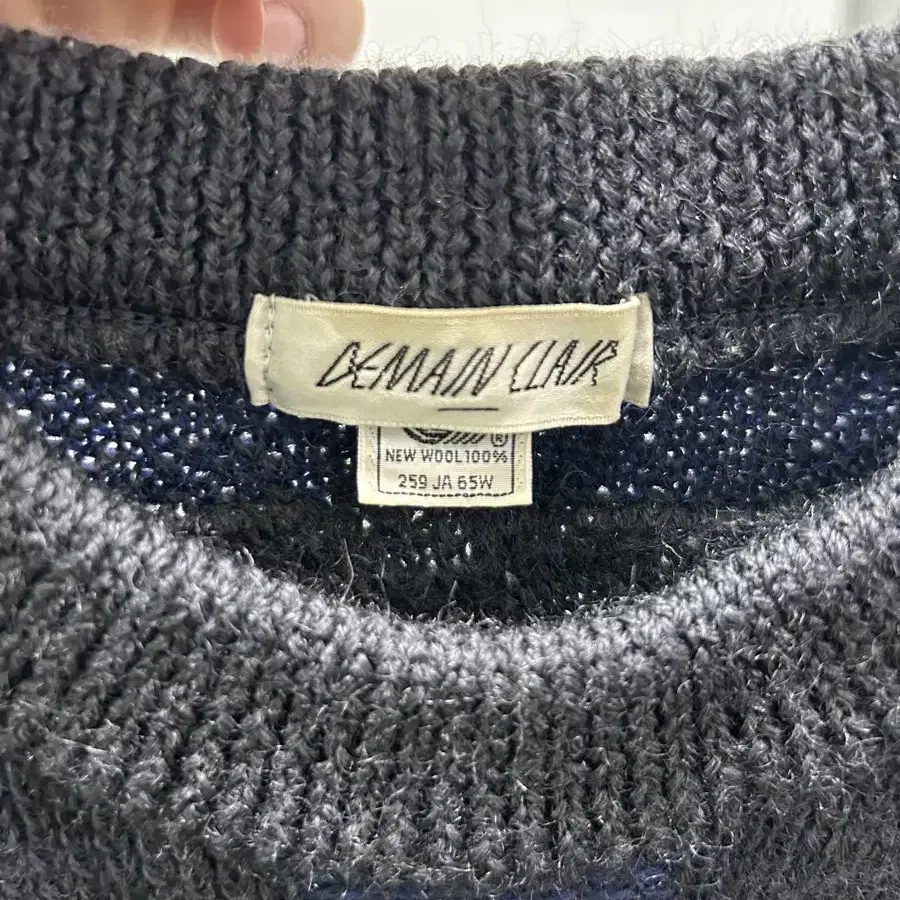 DEMAIN CLAIR
®
NEW WOOL 100%
259 JA 65W